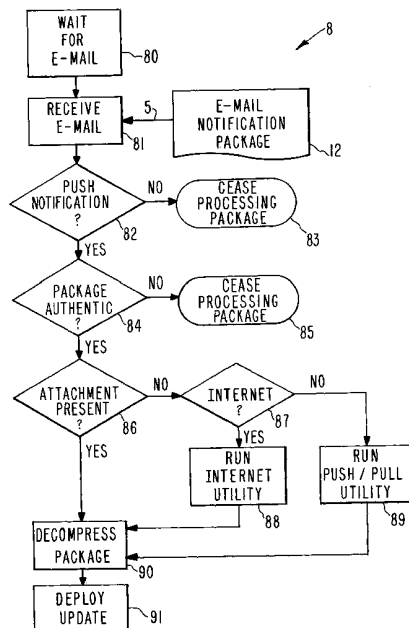 WAIT
FOR
E-MAIL
80
8
RECEIVE
E-MAIL
81
5
E-MAIL
NOTIFICATION
PACKAGE
12
PUSH
NOTIFICATION
?
82
NO
CEASE
PROCESSING
PACKAGE
83
YES
PACKAGE
AUTHENTIC
?
84
NO
CEASE
PROCESSING
PACKAGE
85
YES
ATTACHMENT
PRESENT
?
86
NO
INTERNET
?
87
NO
YES
YES
RUN
INTERNET
UTILITY
88
RUN
PUSH / PULL
UTILITY
89
DECOMPRESS
PACKAGE
90
DEPLOY
UPDATE
91